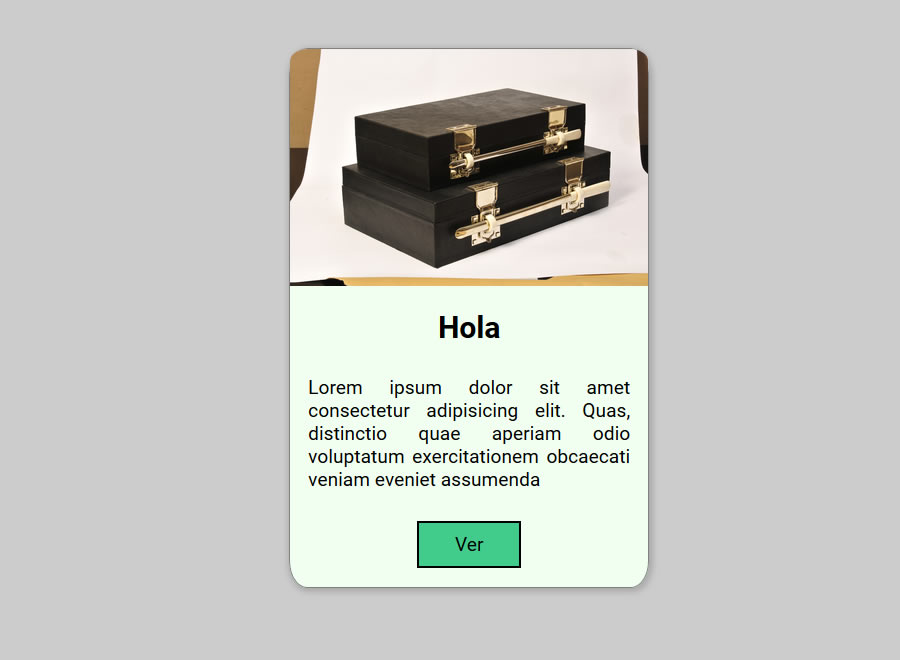 Hola
Lorem ipsum dolor sit amet
consectetur adipisicing elit. Quas,
distinctio quae aperiam odio
voluptatum exercitationem obcaecati
veniam eveniet assumenda
Ver